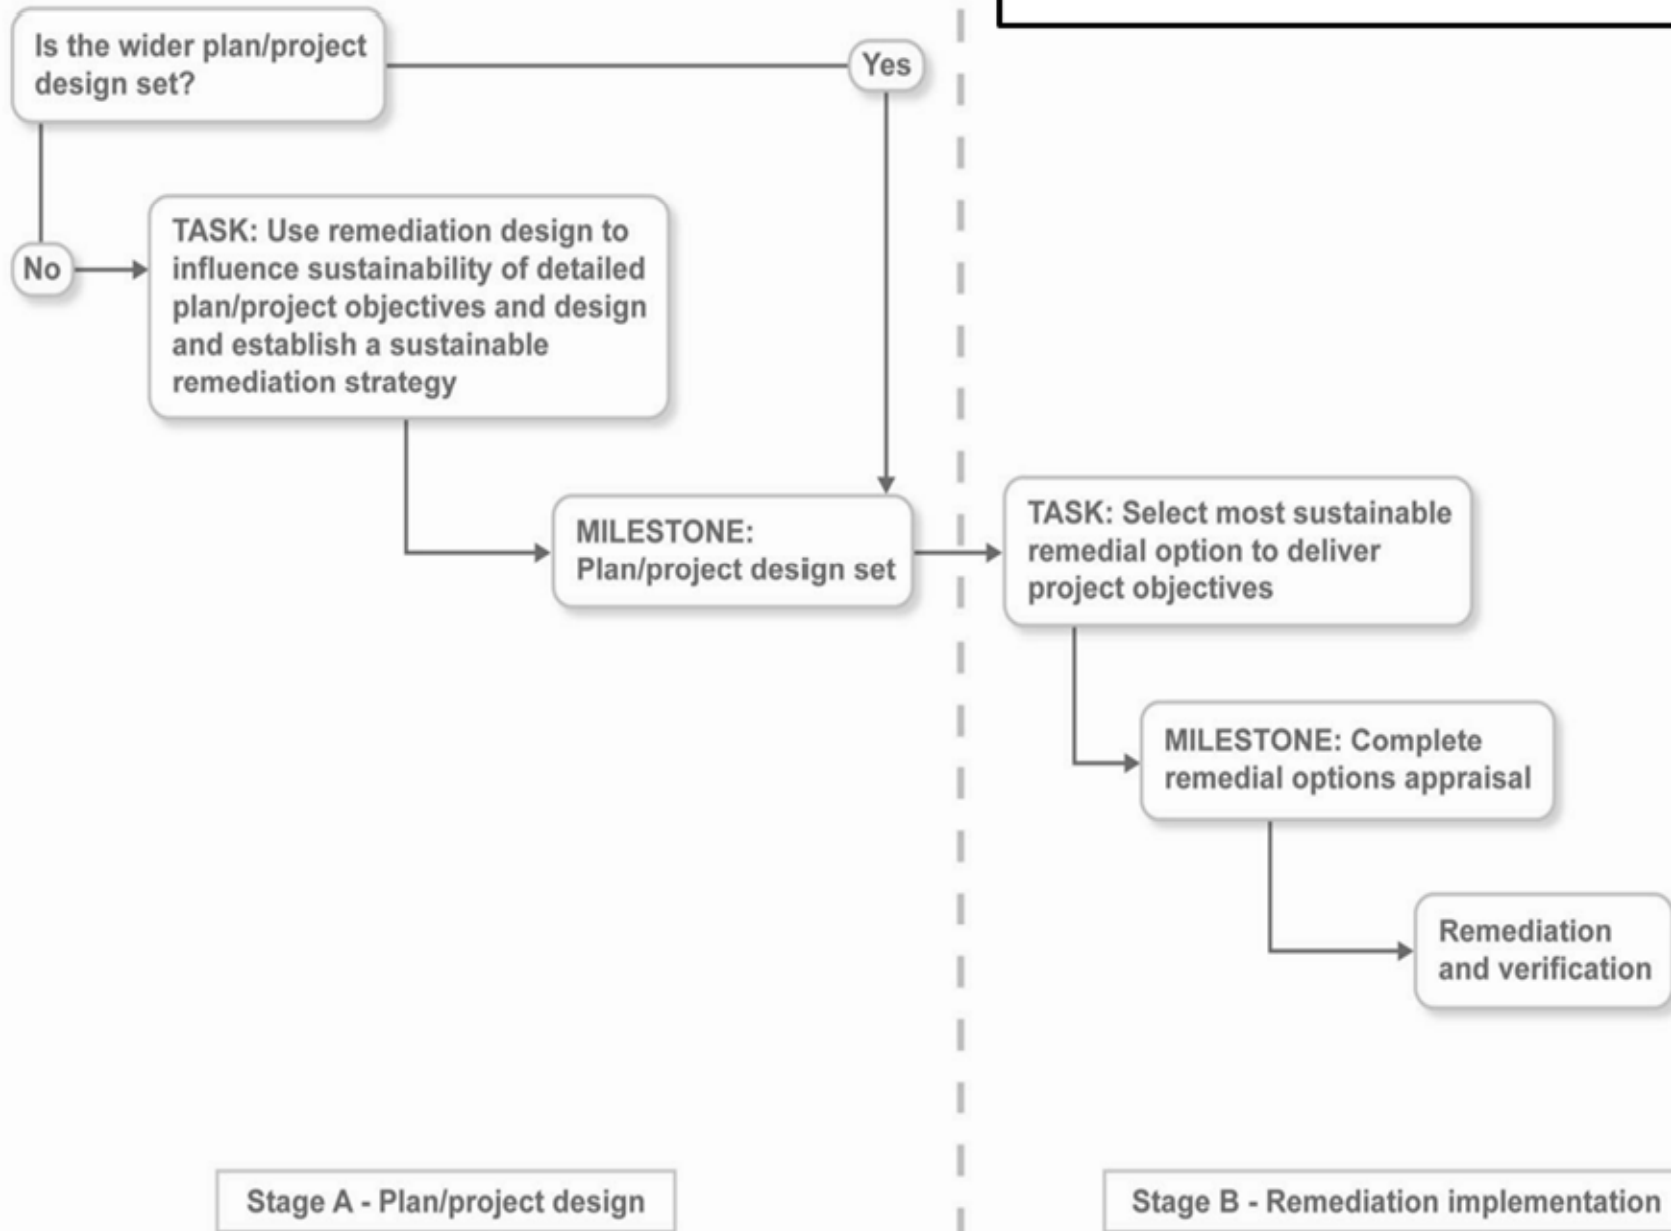 Is the wider plan/project
design set?
Yes
No
TASK: Use remediation design to
influence sustainability of detailed
plan/project objectives and design
and establish a sustainable
remediation strategy
MILESTONE:
Plan/project design set
TASK: Select most sustainable
remedial option to deliver
project objectives
MILESTONE: Complete
remedial options appraisal
Remediation
and verification
Stage A - Plan/project design
Stage B - Remediation implementation